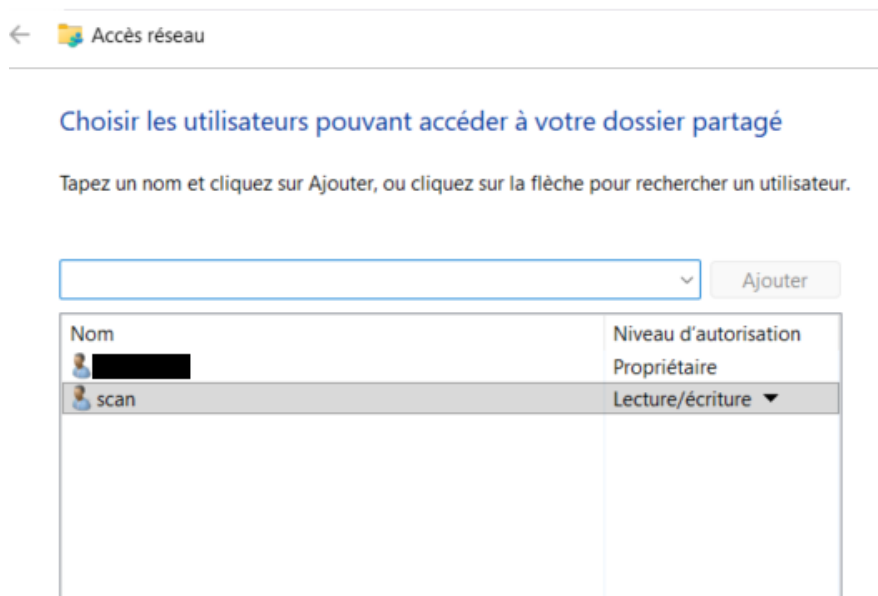 Accès réseau
Choisir les utilisateurs pouvant accéder à votre dossier partagé
Tapez un nom et cliquez sur Ajouter, ou cliquez sur la flèche pour rechercher un utilisateur.
Ajouter
Nom Niveau d'autorisation
Propriétaire
scan Lecture/écriture